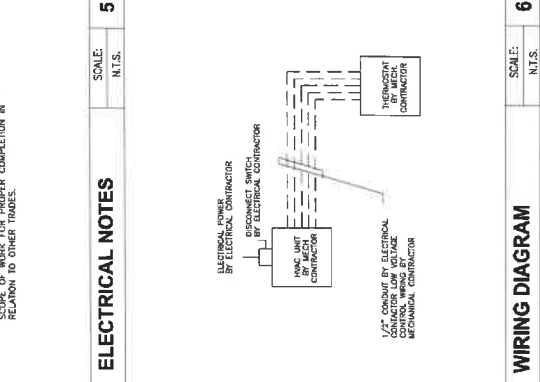 SCOPE OF WORK FOR PROPER COMPLETION IN
RELATION TO OTHER TRADES.
ELECTRICAL NOTES
SCALE:
N.T.S.
5
ELECTRICAL POWER
BY ELECTRICAL CONTRACTOR
DISCONNECT SWITCH
BY ELECTRICAL CONTRACTOR
HVAC UNIT
BY MECH
CONTRACTOR
THERMOSTAT
BY MECH.
CONTRACTOR
1/2" CONDUIT BY ELECTRICAL
CONTACTOR LOW VOLTAGE
CONTROL WIRING BY
MECHANICAL CONTRACTOR
WIRING DIAGRAM
SCALE:
N.T.S.
6